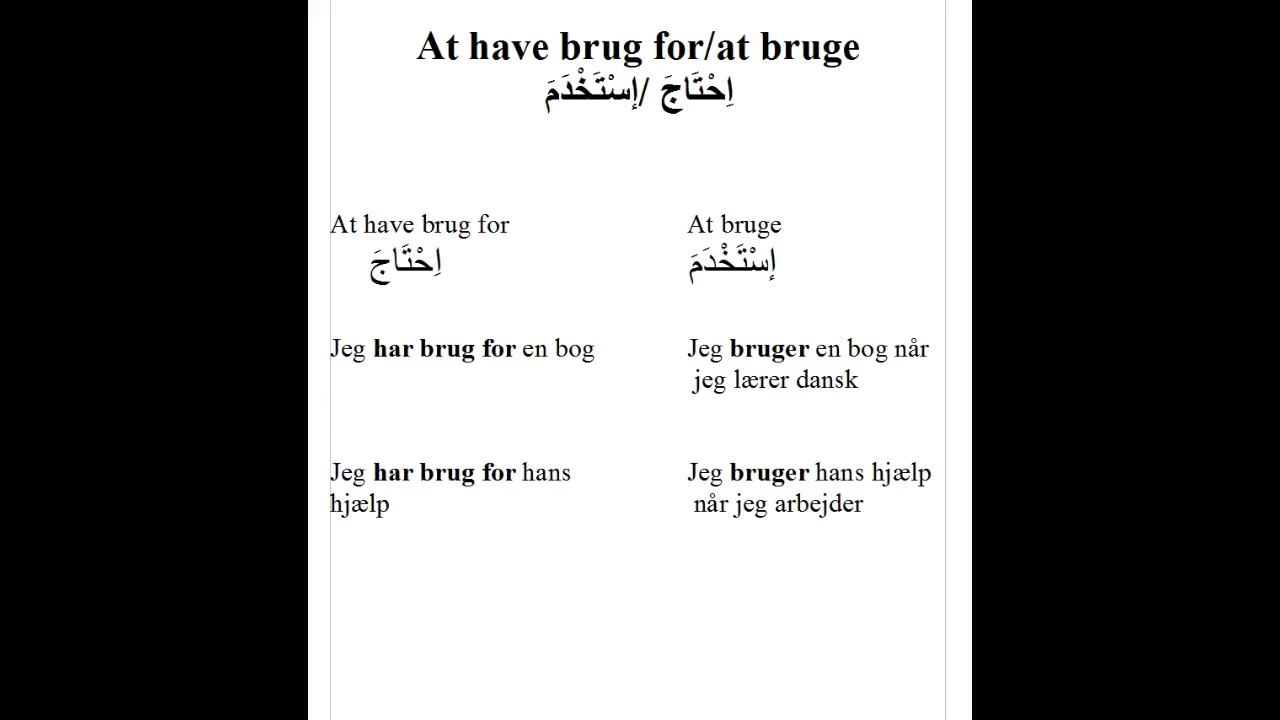 At have brug for/at bruge
اِحْتَاجَ /إسْتَخْدَمَ
At have brug for
اِحْتَاجَ
Jeg har brug for en bog
Jeg har brug for hans
hjælp
At bruge
إسْتَخْدَمَ
Jeg bruger en bog når
jeg lærer dansk
Jeg bruger hans hjælp
når jeg arbejder